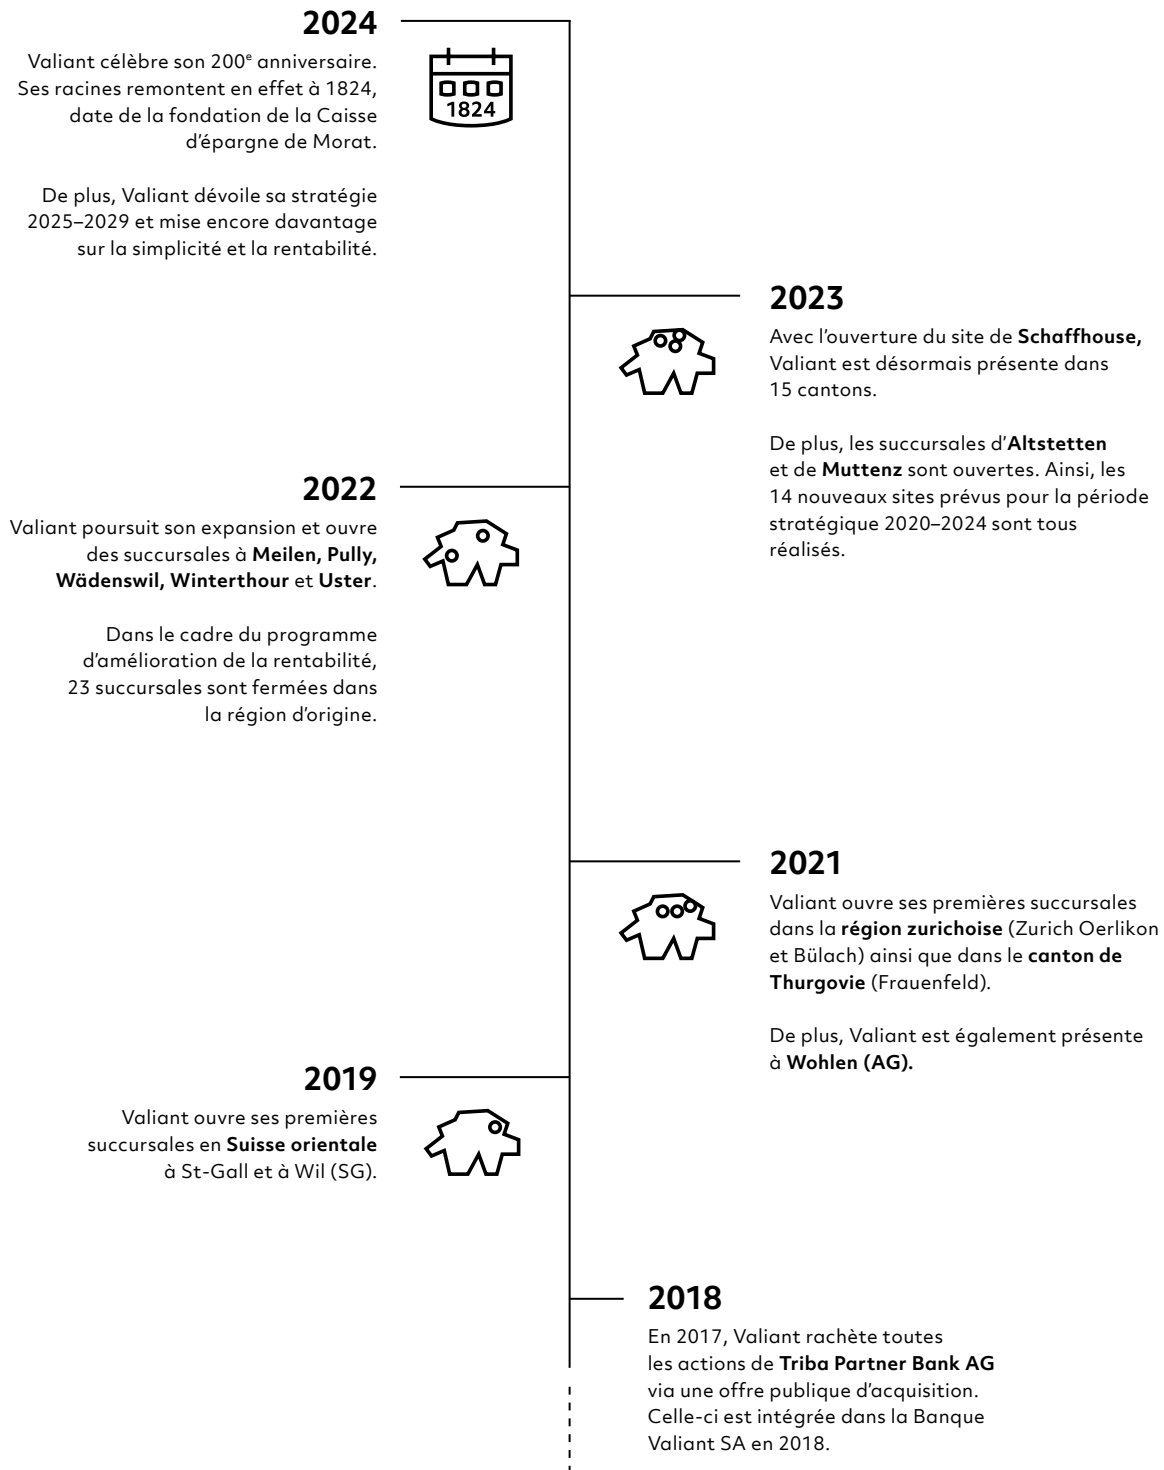 2024
Valiant célèbre son 200e anniversaire.
Ses racines remontent en effet à 1824,
date de la fondation de la Caisse
d'épargne de Morat.
De plus, Valiant dévoile sa stratégie
2025–2029 et mise encore davantage
sur la simplicité et la rentabilité.
1824
2023
Avec l'ouverture du site de Schaffhouse,
Valiant est désormais présente dans
15 cantons.
De plus, les succursales d'Altstetten
et de Muttenz sont ouvertes. Ainsi, les
14 nouveaux sites prévus pour la période
stratégique 2020–2024 sont tous
réalisés.
2022
Valiant poursuit son expansion et ouvre
des succursales à Meilen, Pully,
Wädenswil, Winterthour et Uster.
Dans le cadre du programme
d'amélioration de la rentabilité,
23 succursales sont fermées dans
la région d'origine.
2021
Valiant ouvre ses premières succursales
dans la région zurichoise (Zurich Oerlikon
et Bülach) ainsi que dans le canton de
Thurgovie (Frauenfeld).
De plus, Valiant est également présente
à Wohlen (AG).
2019
Valiant ouvre ses premières
succursales en Suisse orientale
à St-Gall et à Wil (SG).
2018
En 2017, Valiant rachète toutes
les actions de Triba Partner Bank AG
via une offre publique d'acquisition.
Celle-ci est intégrée dans la Banque
Valiant SA en 2018.